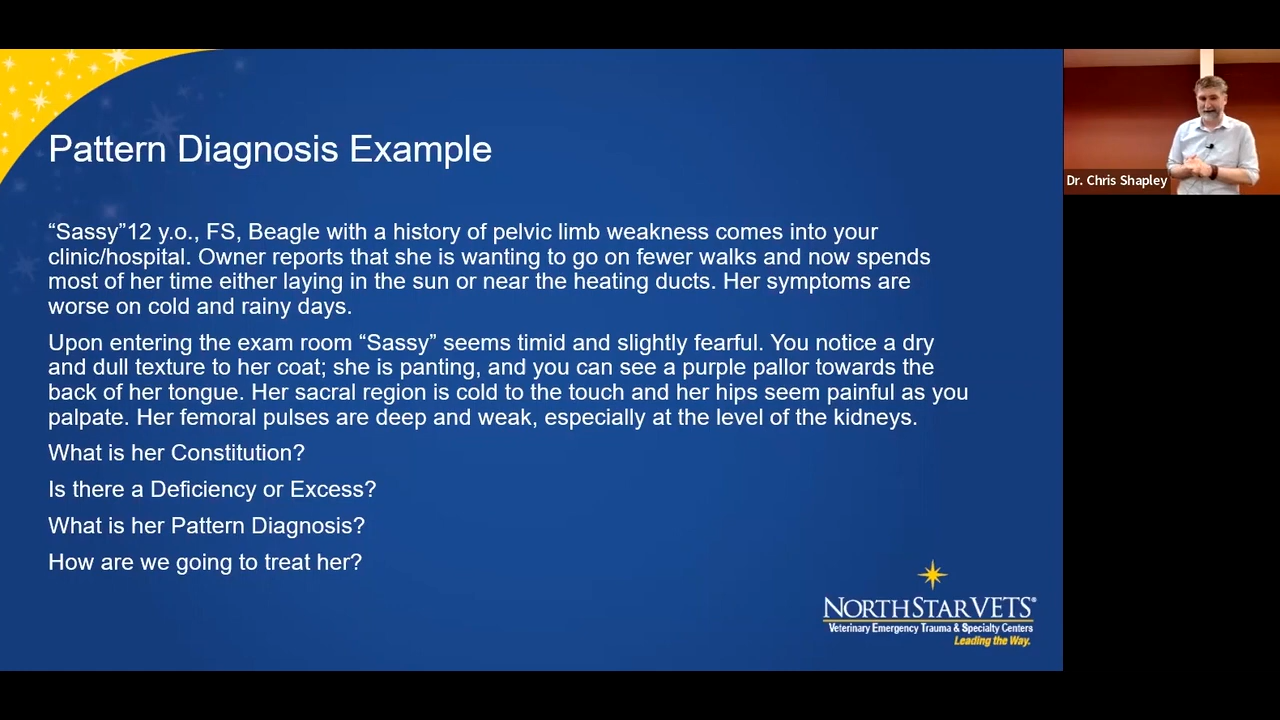 Pattern Diagnosis Example
“Sassy”12 y.o., FS, Beagle with a history of pelvic limb weakness comes into your
clinic/hospital. Owner reports that she is wanting to go on fewer walks and now spends
most of her time either laying in the sun or near the heating ducts. Her symptoms are
worse on cold and rainy days.
Upon entering the exam room “Sassy” seems timid and slightly fearful. You notice a dry
and dull texture to her coat; she is panting, and you can see a purple pallor towards the
back of her tongue. Her sacral region is cold to the touch and her hips seem painful as you
palpate. Her femoral pulses are deep and weak, especially at the level of the kidneys.
What is her Constitution?
Is there a Deficiency or Excess?
What is her Pattern Diagnosis?
How are we going to treat her?
NORTHSTAR VETS®
Veterinary Emergency Trauma & Specialty Centers
Leading the Way.
Dr. Chris Shapley